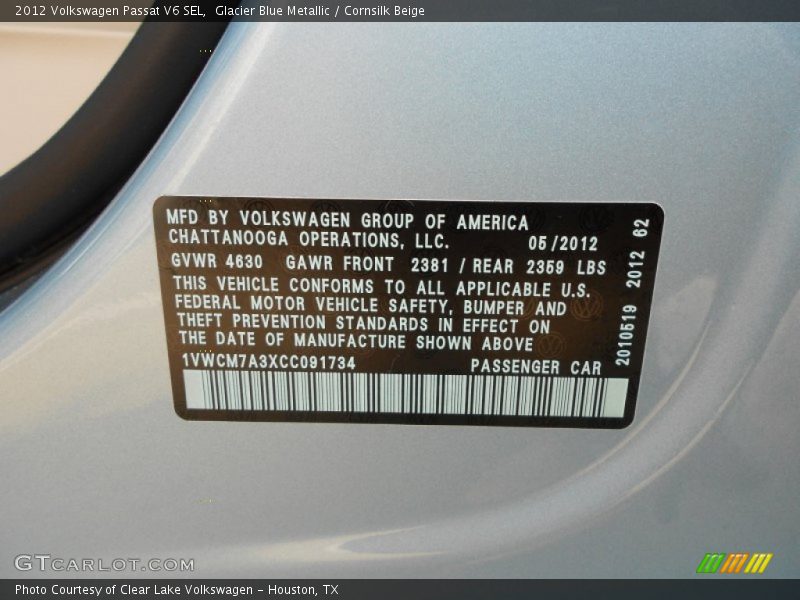 2012 Volkswagen Passat V6 SEL,  Glacier Blue Metallic / Cornsilk Beige
MFD BY VOLKSWAGEN GROUP OF AMERICA
CHATTANOOGA OPERATIONS, LLC. 05/2012
GVWR 4630 GAWR FRONT 2381 / REAR 2359 LBS
THIS VEHICLE CONFORMS TO ALL APPLICABLE U.S.
FEDERAL MOTOR VEHICLE SAFETY, BUMPER AND
THEFT PREVENTION STANDARDS IN EFFECT ON
THE DATE OF MANUFACTURE SHOWN ABOVE
1VWCM7A3XCC091734 PASSENGER CAR
2010519 2012 62
GTCARLOT.COM
Photo Courtesy of Clear Lake Volkswagen - Houston, TX